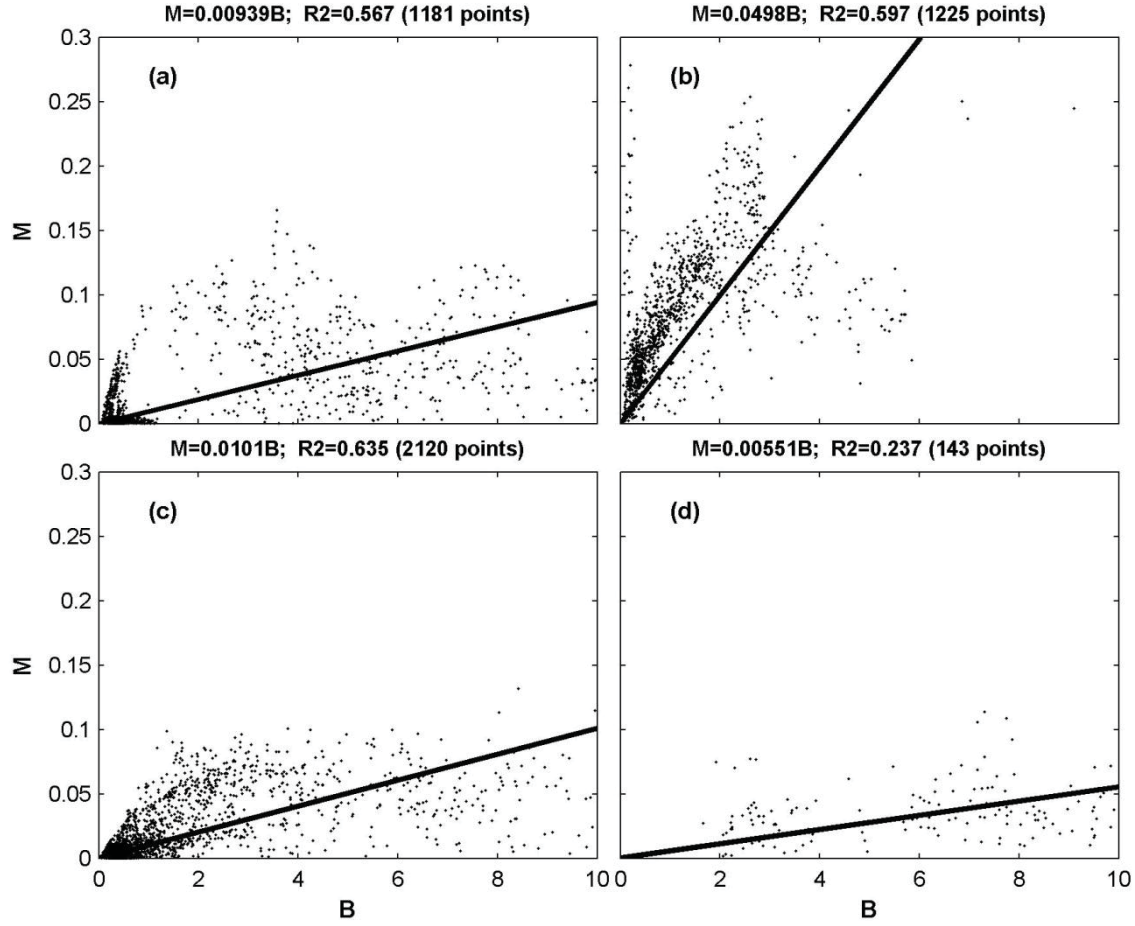 M=0.00939B; R2=0.567 (1181 points)
M=0.0498B; R2=0.597 (1225 points)
(a)
(b)
0.3
0.25
0.2
0.15
0.1
0.05
0
M
M=0.0101B; R2=0.635 (2120 points)
M=0.00551B; R2=0.237 (143 points)
(c)
(d)
0.3
0.25
0.2
0.15
0.1
0.05
0
M
0 2 4 6 8 10
0 2 4 6 8 10
B
B